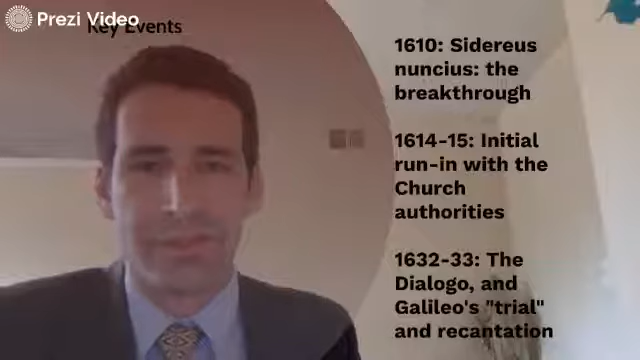 Prezi Video
Key Events
1610: Sidereus
nuncius: the
breakthrough
1614-15: Initial
run-in with the
Church
authorities
1632-33: The
Dialogo, and
Galileo's "trial"
and recantation